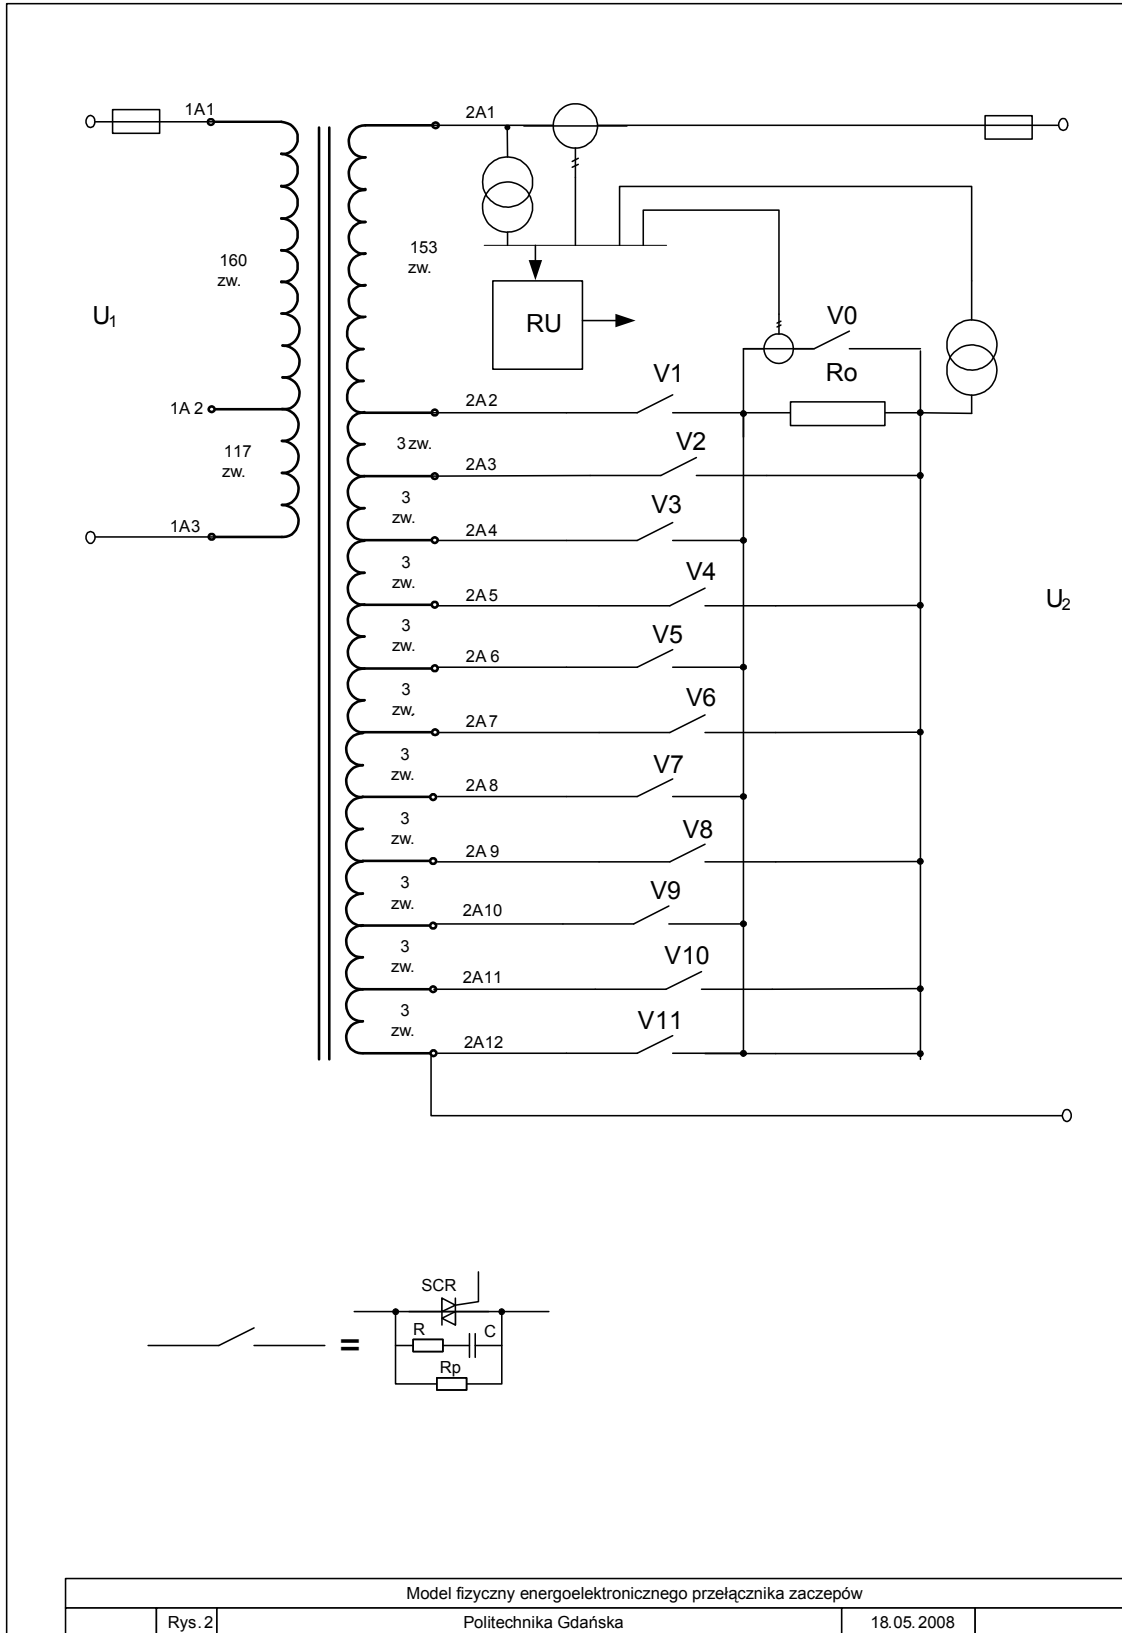 1A1
2A1
160
zw.
153
zw.
U1
RU
V0
Ro
V1
1A 2
2A2
117
zw.
3 zw.
V2
2A3
1A3
3
zw.
V3
2A4
3
zw.
V4
2A5
U2
3
zw.
V5
2A 6
3
zw.
V6
2A7
3
zw.
V7
2A 8
3
zw.
V8
2A 9
3
zw.
V9
2A10
3
zw.
V10
2A11
3
zw.
V11
2A12
SCR
R
C
=
Rp
Model fizyczny energoelektronicznego przełącznika zaczepów
Rys. 2
Politechnika Gdańska
18.05.2008